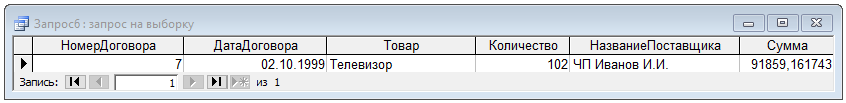 Запрос6 : запрос на выборку
НомерДоговора ДатаДоговора Товар Количество НазваниеПоставщика Сумма
7 02.10.1999 Телевизор 102 ЧП Иванов И.И. 91859,161743
Запись: 1 из 1